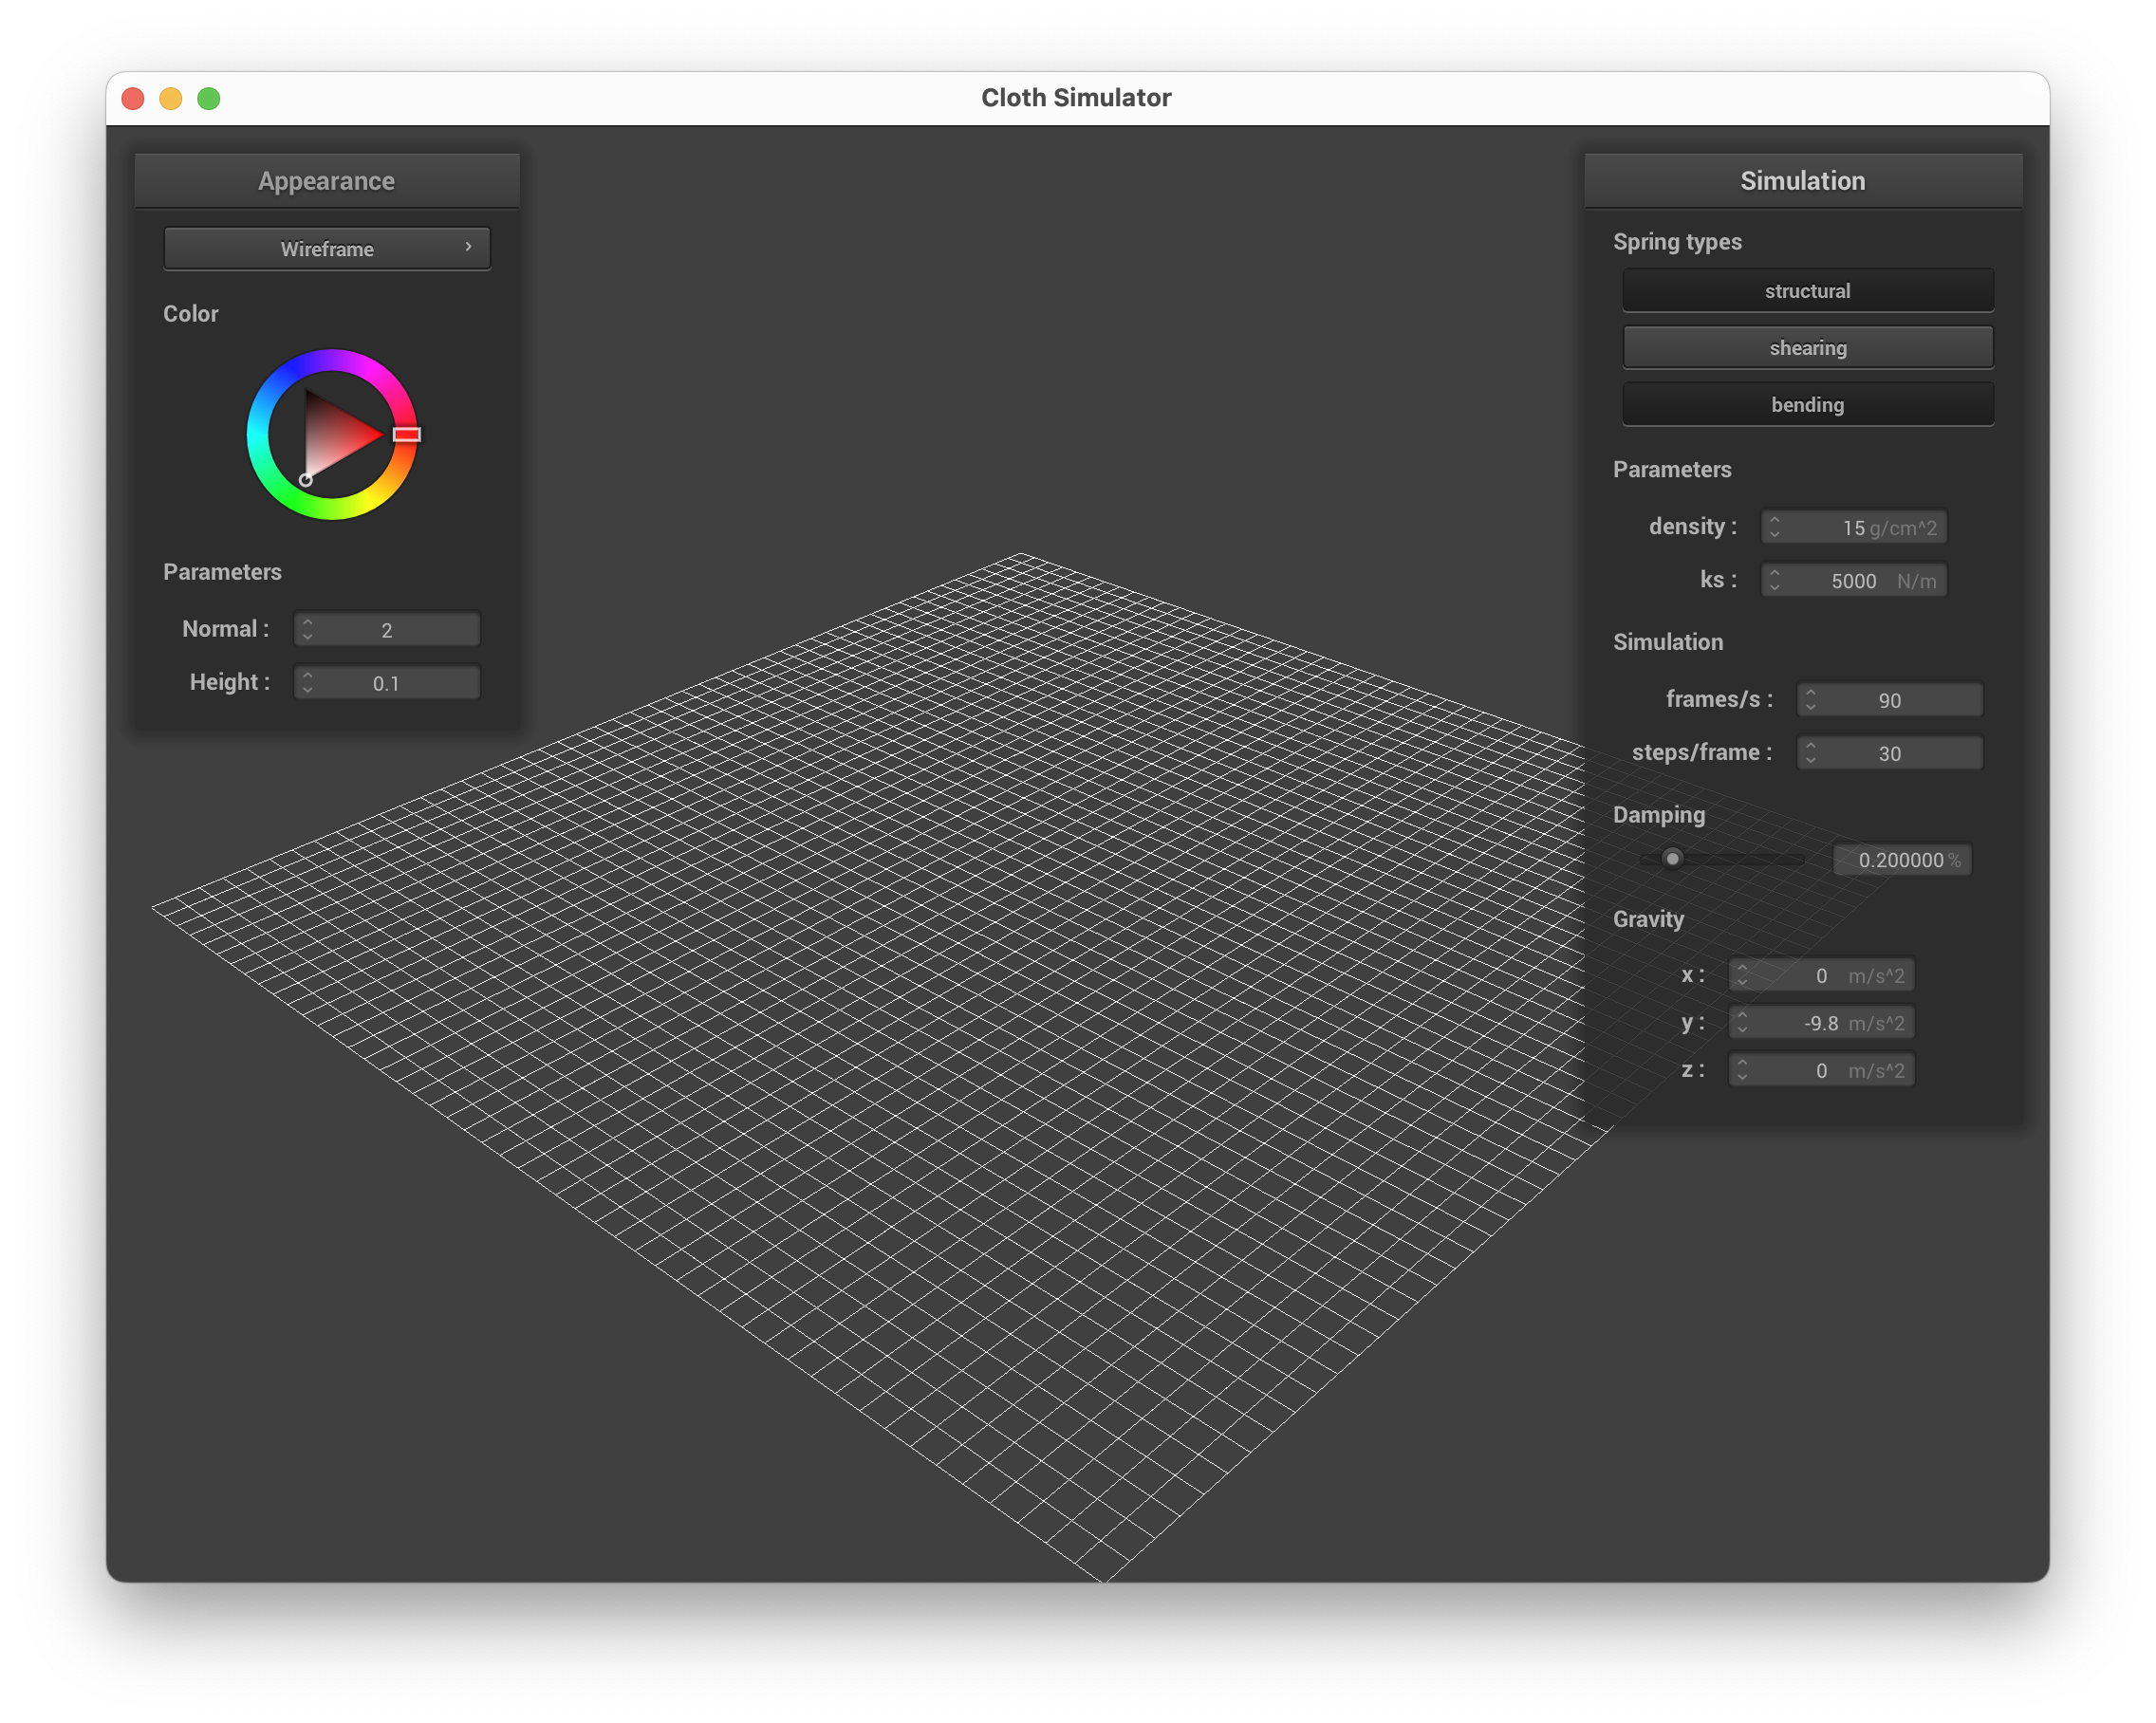 Cloth Simulator
Appearance
Wireframe
Color
Parameters
Normal : 2
Height : 0.1
Simulation
Spring types
structural
shearing
bending
Parameters
density : 15 g/cm^2
ks : 5000 N/m
Simulation
frames/s : 90
steps/frame : 30
Damping
0.200000 %
Gravity
x : 0 m/s^2
y : -9.8 m/s^2
z : 0 m/s^2